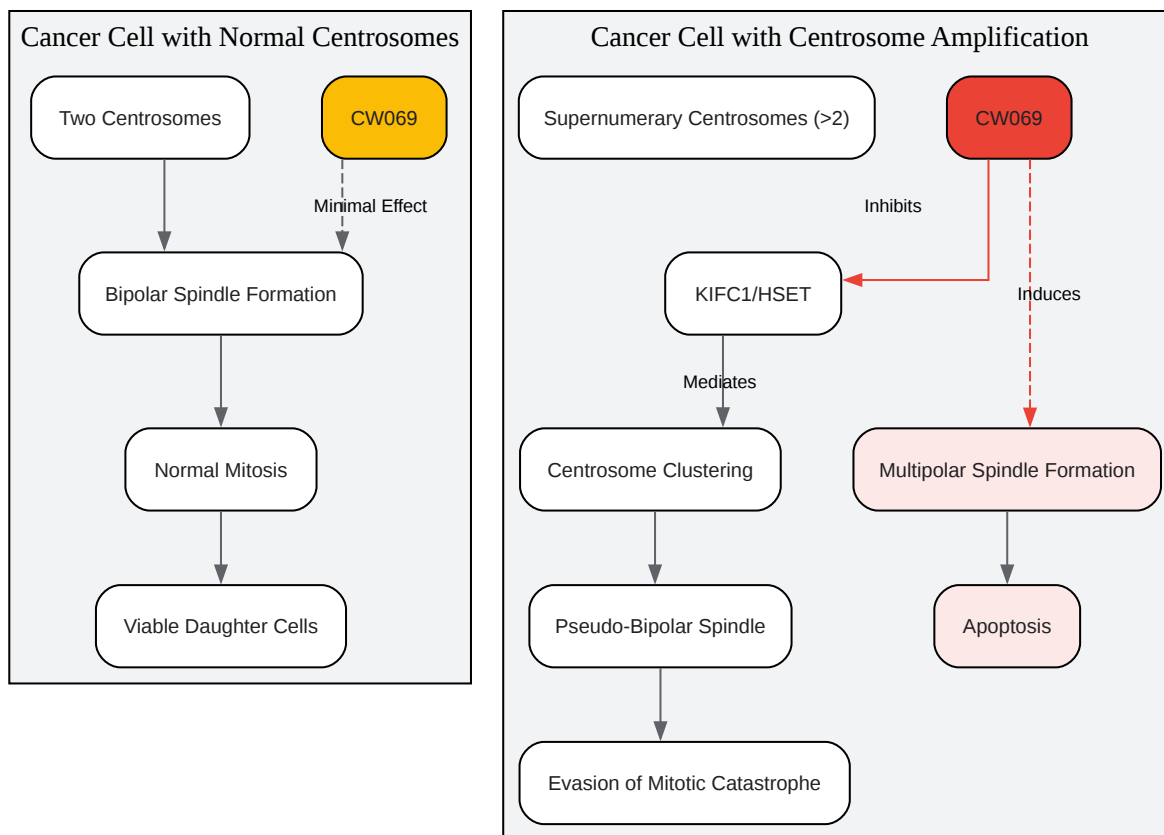 Cancer Cell with Normal Centrosomes
Two Centrosomes
CW069
Minimal Effect
Bipolar Spindle Formation
Normal Mitosis
Viable Daughter Cells
Cancer Cell with Centrosome Amplification
Supernumerary Centrosomes (>2)
CW069
Inhibits
KIFC1/HSET
Induces
Mediates
Centrosome Clustering
Multipolar Spindle Formation
Pseudo-Bipolar Spindle
Apoptosis
Evasion of Mitotic Catastrophe